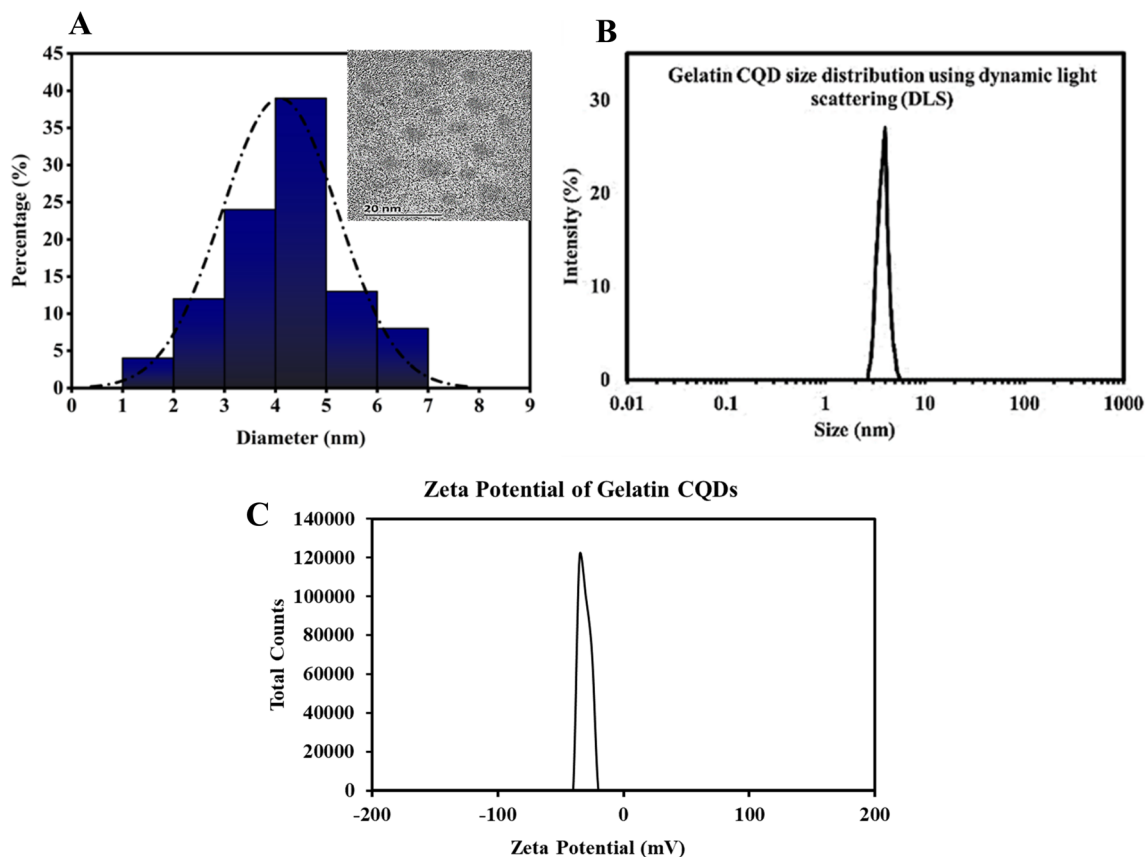 A
45
40
35
30
25
20
15
10
5
0
Percentage (%)
20 nm
0 1 2 3 4 5 6 7 8 9
Diameter (nm)
B
Gelatin CQD size distribution using dynamic light
scattering (DLS)
30
20
10
0
Intensity (%)
0.01 0.1 1 10 100 1000
Size (nm)
Zeta Potential of Gelatin CQDs
C
140000
120000
100000
80000
60000
40000
20000
0
Total Counts
-200 -100 0 100 200
Zeta Potential (mV)